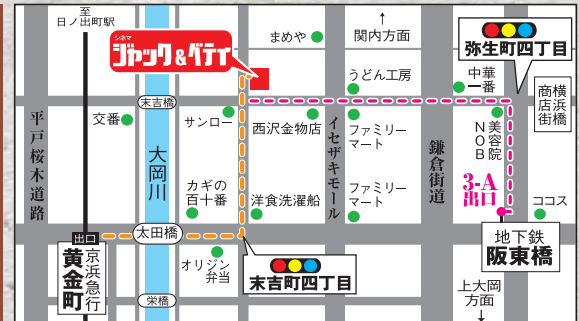 至
日ノ出町駅
シネマ
ジャック&ベティ
まめや
↑
関内方面
弥生町四丁目
うどん工房
中華
一番
横浜
商店街
橋
末吉橋
交番
サンロー
西沢金物店
イセザキモール
ファミリー
マート
美容院
NOB
平戸桜木道路
大岡川
鎌倉街道
カギの
百十番
洋食洗濯船
ファミリー
マート
3-A
出口
ココス
出口
太田橋
地下鉄
阪東橋
京浜急行
黄金町
オリジン
弁当
末吉町四丁目
上大岡
方面
↓
栄橋